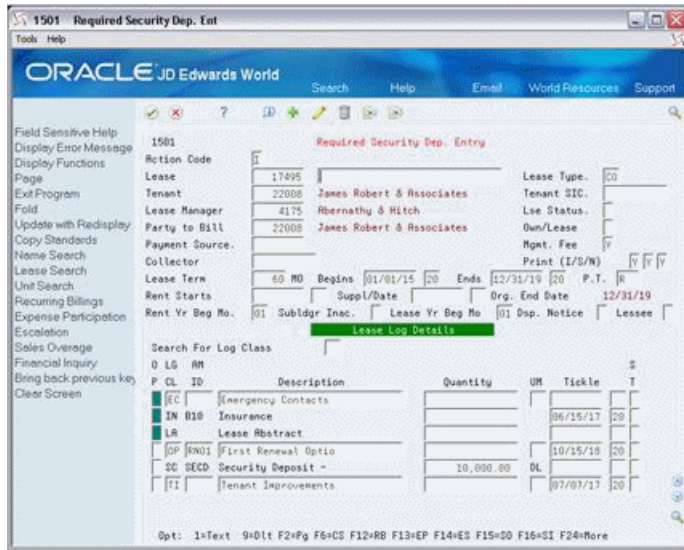 1501 Required Security Dep. Ent
Tools Help
ORACLE JD Edwards World
Search Help Email World Resources Support
?
Field Sensitive Help
Display Error Message
Display Functions
Page
Exit Program
Fold
Update with Redisplay
Copy Standards
Name Search
Lease Search
Unit Search
Recurring Billings
Expense Participation
Escalation
Sales Overage
Financial Inquiry
Bring back previous key
Clear Screen
1501 Required Security Dep. Entry
Action Code I
Lease 17495 Lease Type. CO
Tenant 22008 James Robert & Associates Tenant SIC.
Lease Manager 4175 Abernathy & Hitch Lse Status.
Party to Bill 22008 James Robert & Associates Own/Lease
Payment Source. Mgmt. Fee Y
Collector Print (I/S/N) Y Y Y
Lease Term 60 MO Begins 01/01/15 20 Ends 12/31/19 20 P.T. R
Rent Starts Suppl/Date Org. End Date 12/31/19
Rent Yr Beg Mo. 01 Subldgr Inac. Lease Yr Beg Mo 01 Dsp. Notice Lessee
Lease Log Details
Search For Log Class
O LG AM S
P CL ID Description Quantity UM Tickle T
EC Emergency Contacts
IN B10 Insurance 06/15/17 20
LA Lease Abstract
OP RN01 First Renewal Optio 10/15/18 20
SC SECD Security Deposit - 10,000.00 DL
TI Tenant Improvements 07/07/17 20
Opt: 1=Text 9=Dlt F2=Pg F6=CS F12=RB F13=EP F14=ES F15=SO F16=SI F24=More